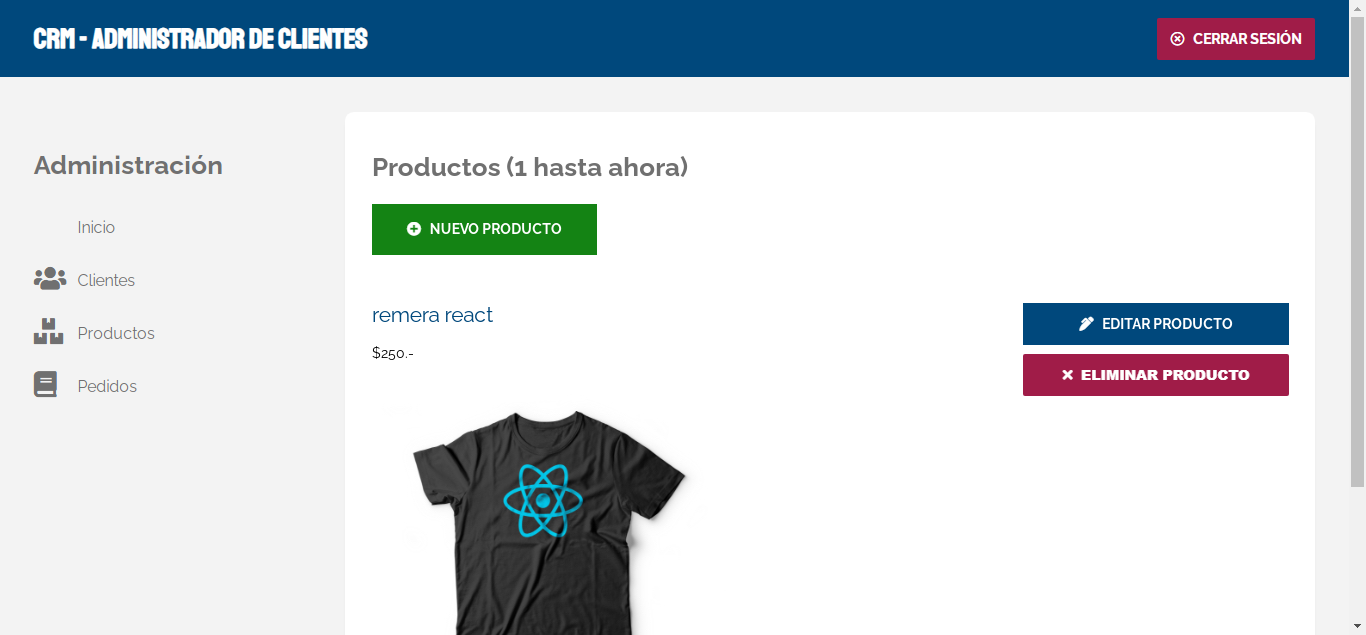 CRM - ADMINISTRADOR DE CLIENTES
CERRAR SESIÓN
Administración
Inicio
Clientes
Productos
Pedidos
Productos (1 hasta ahora)
NUEVO PRODUCTO
remera react
$250.-
EDITAR PRODUCTO
ELIMINAR PRODUCTO